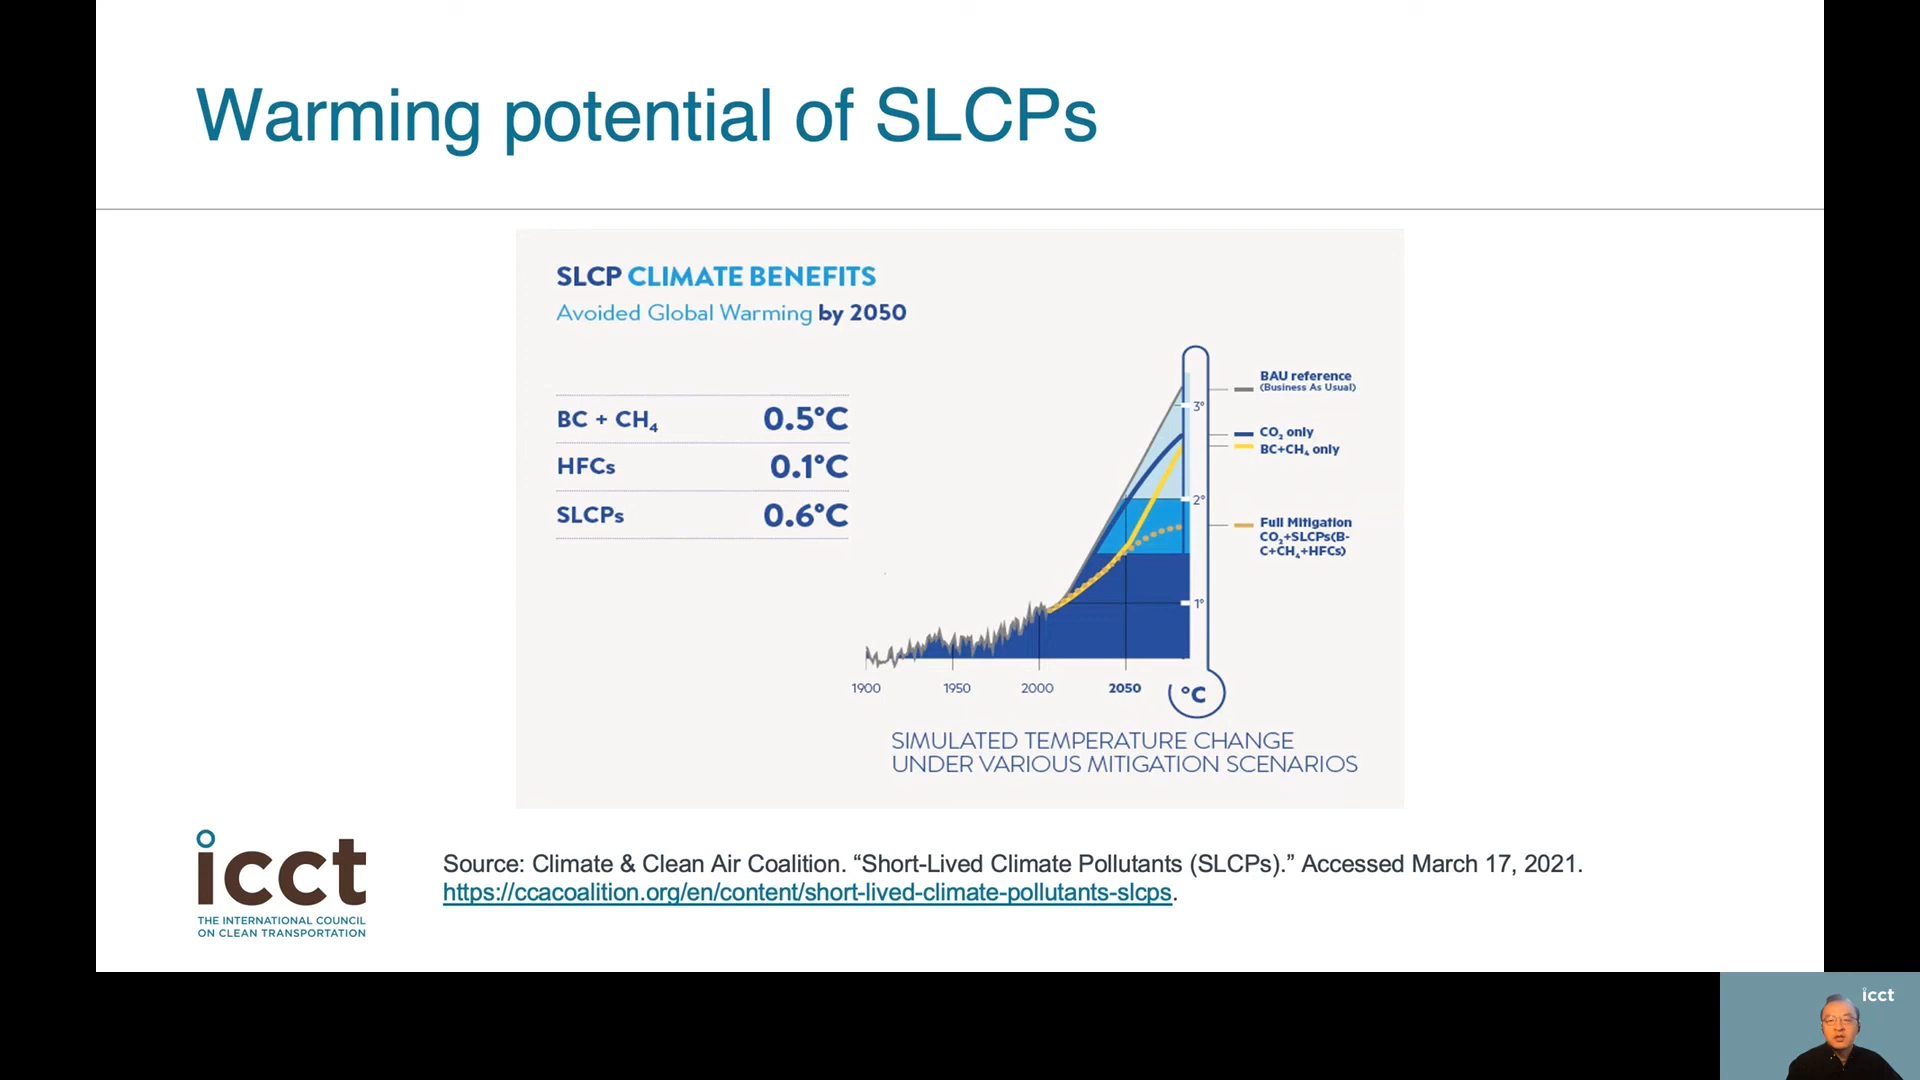 Warming potential of SLCPs
SLCP CLIMATE BENEFITS
Avoided Global Warming by 2050
BC + CH₄ 0.5°C
HFCs 0.1°C
SLCPs 0.6°C
BAU reference
(Business As Usual)
3°
CO₂ only
BC+CH₄ only
2°
Full Mitigation
CO₂+SLCPs(B-
C+CH₄+HFCs)
1°
1900 1950 2000 2050 °C
SIMULATED TEMPERATURE CHANGE
UNDER VARIOUS MITIGATION SCENARIOS
icct
THE INTERNATIONAL COUNCIL
ON CLEAN TRANSPORTATION
Source: Climate & Clean Air Coalition. “Short-Lived Climate Pollutants (SLCPs).” Accessed March 17, 2021.
https://ccacoalition.org/en/content/short-lived-climate-pollutants-slcps.
icct